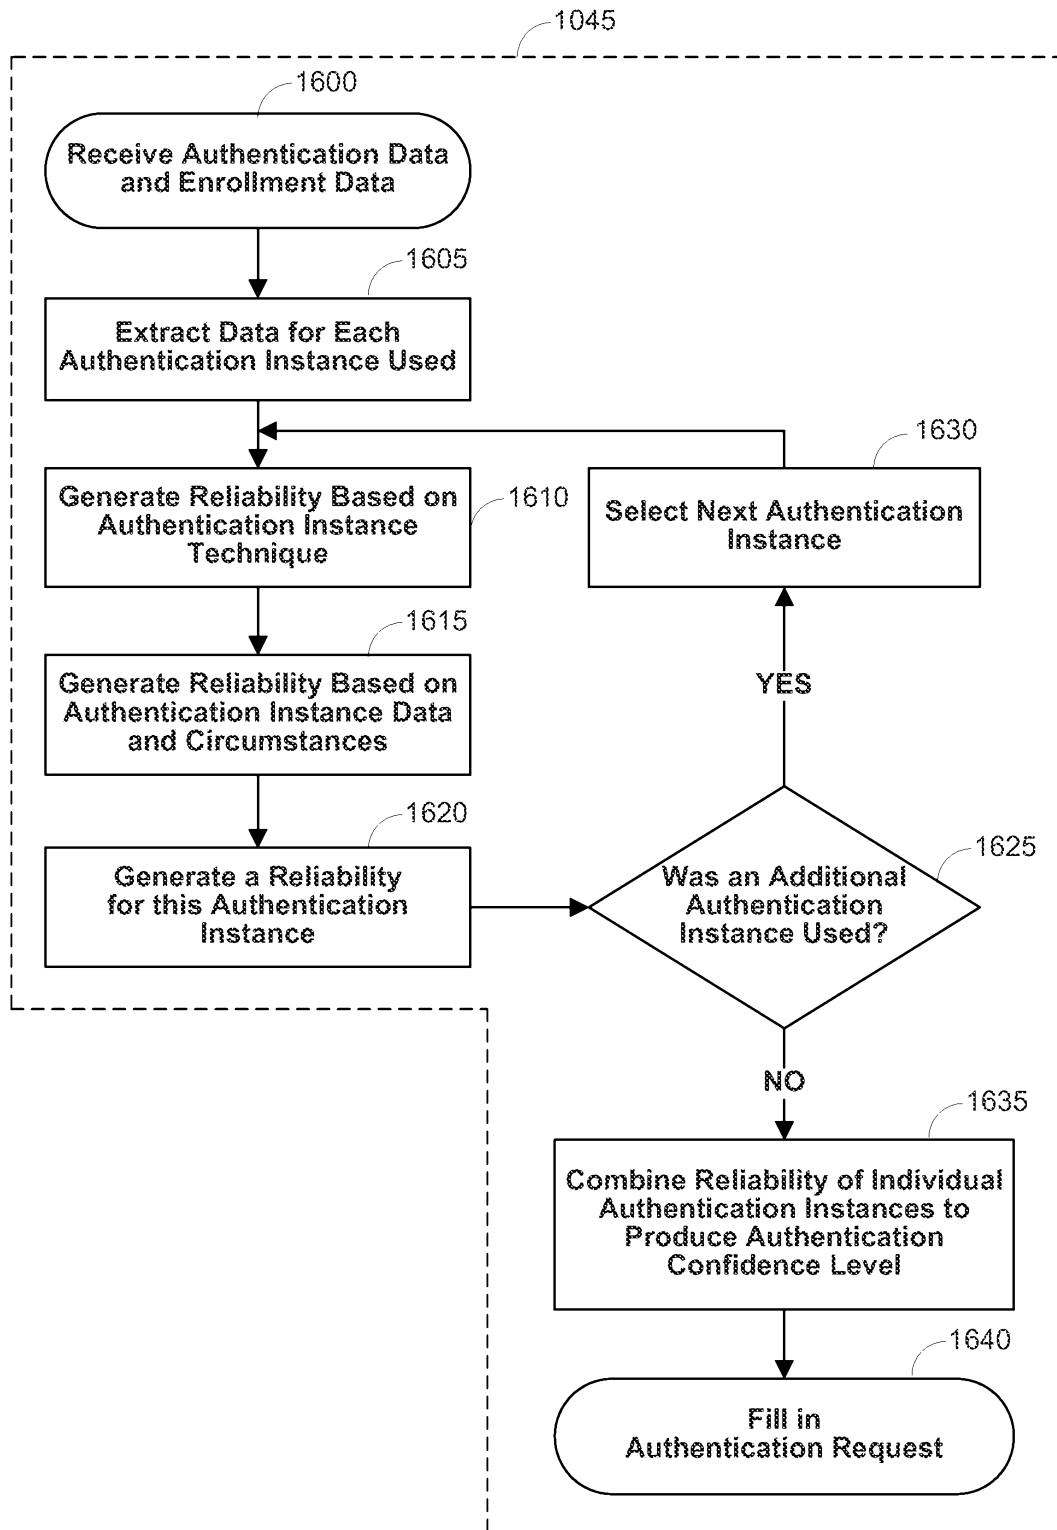 1045
1600
Receive Authentication Data
and Enrollment Data
1605
Extract Data for Each
Authentication Instance Used
1630
Generate Reliability Based on
Authentication Instance
Technique
1610
Select Next Authentication
Instance
1615
Generate Reliability Based on
Authentication Instance Data
and Circumstances
YES
1620
Generate a Reliability
for this Authentication
Instance
1625
Was an Additional
Authentication
Instance Used?
NO
1635
Combine Reliability of Individual
Authentication Instances to
Produce Authentication
Confidence Level
1640
Fill in
Authentication Request